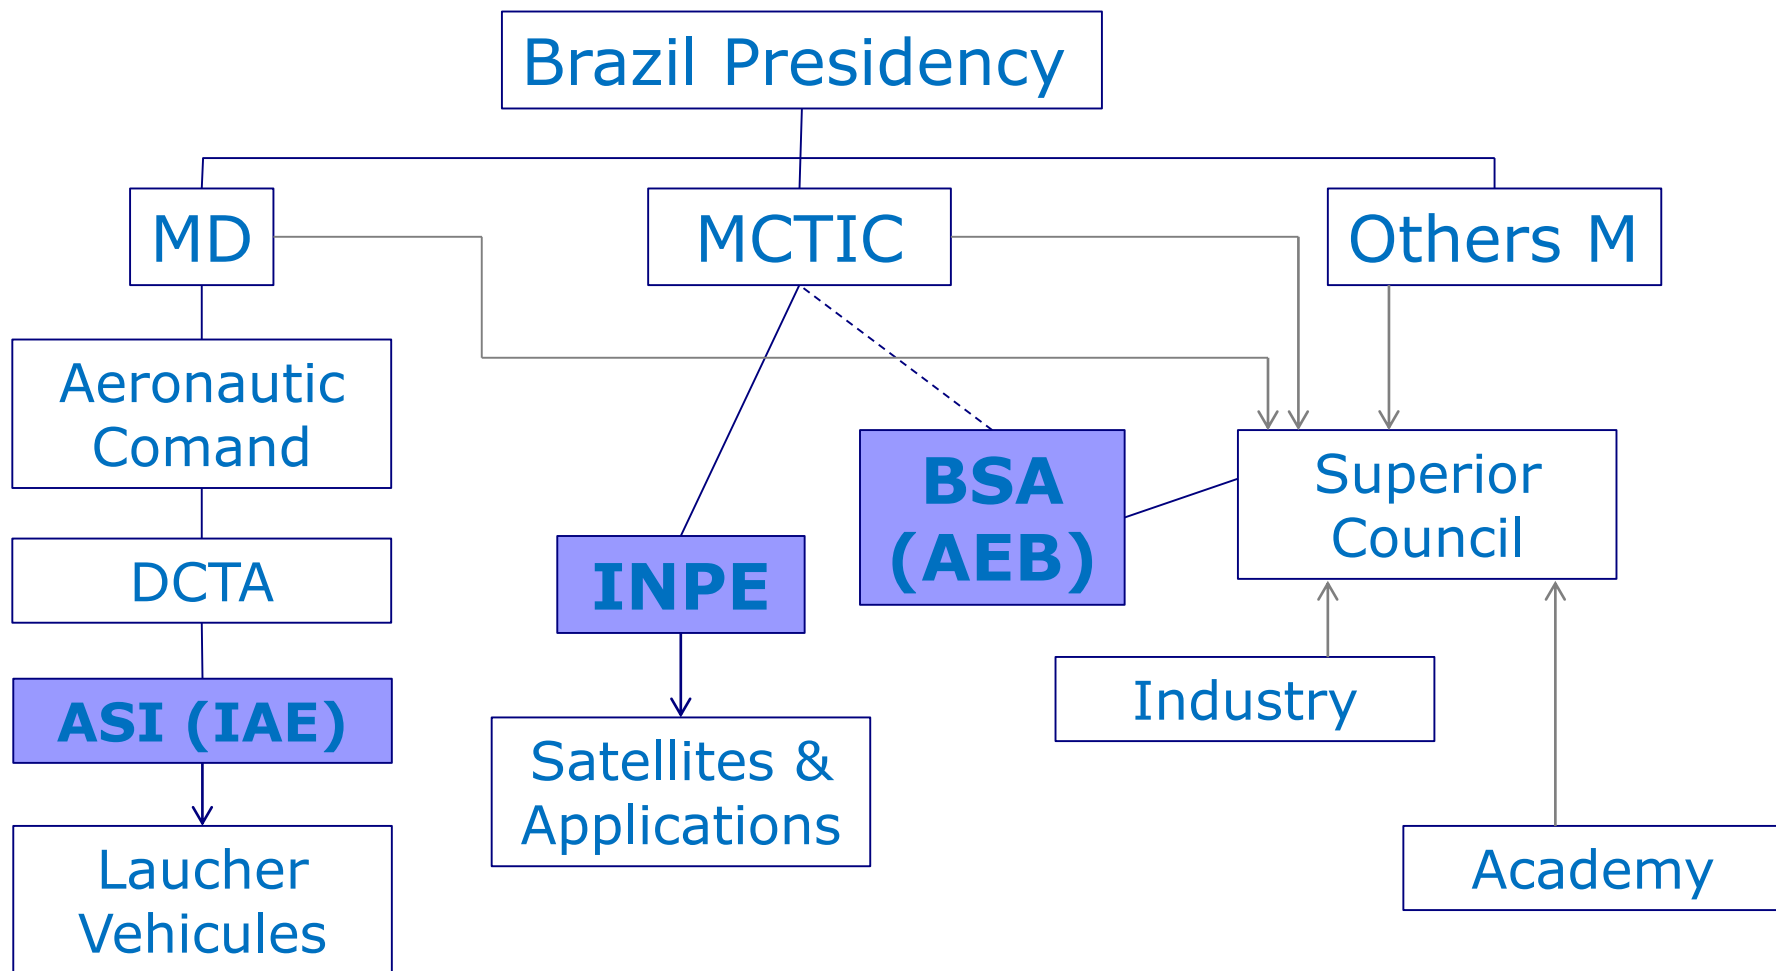 Brazil Presidency
MD
MCTIC
Others M
Aeronautic
Comand
BSA
(AEB)
Superior
Council
DCTA
INPE
ASI (IAE)
Industry
Satellites &
Applications
Laucher
Vehicules
Academy